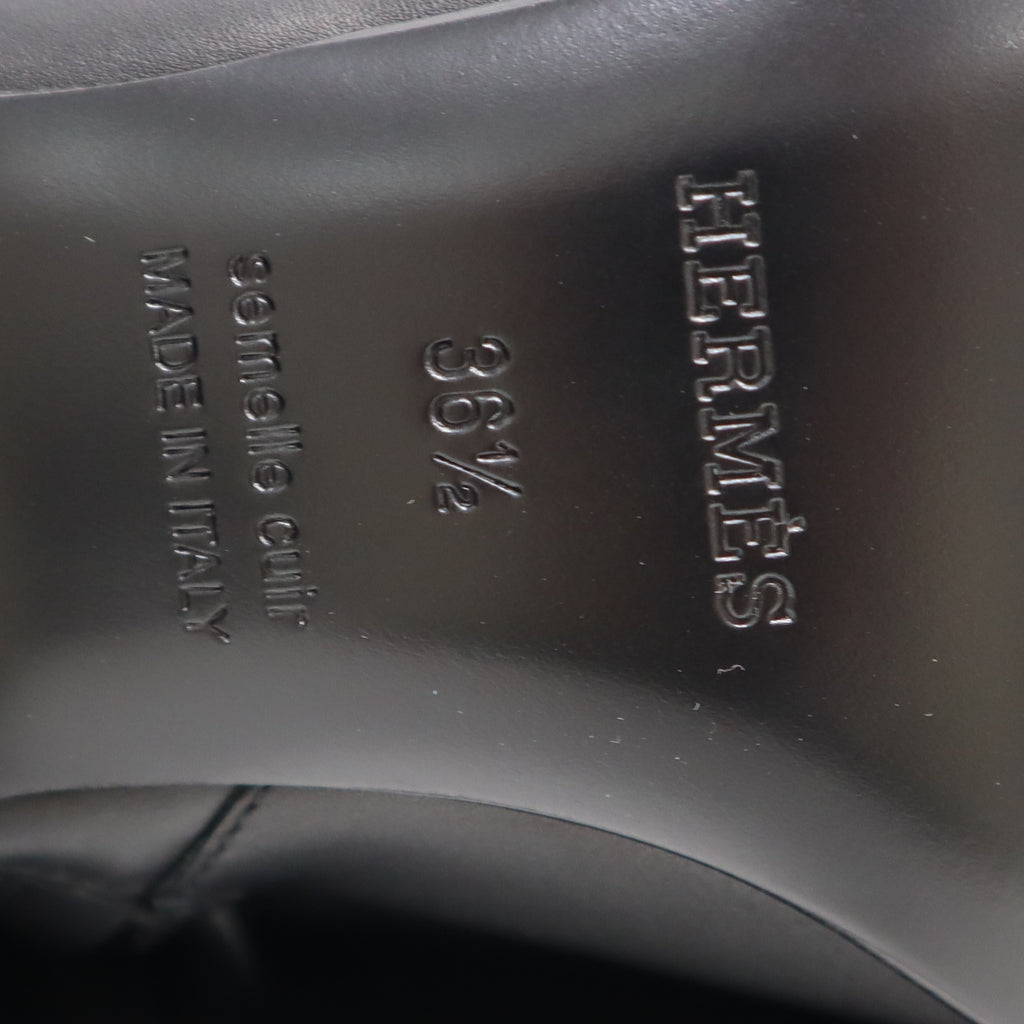 HERMÈS
36½
semelle cuir
MADE IN ITALY